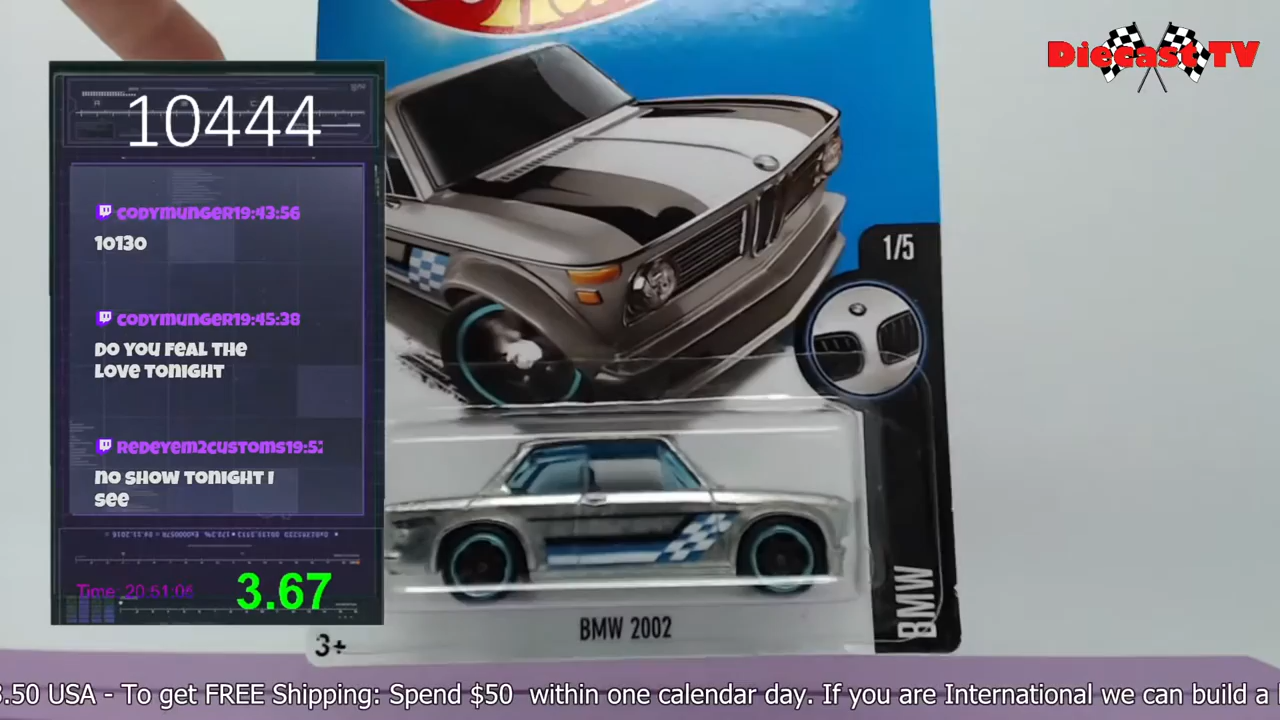 Diecast TV
10444
codymunger19:43:56
10130
codymunger19:45:38
Do you feal the
love tonight
redeyem2customs19:5
no show tonight i
see
Time: 20:51:06
3.67
1/5
BMW
BMW 2002
3+
.50 USA - To get FREE Shipping: Spend $50 within one calendar day. If you are International we can build a